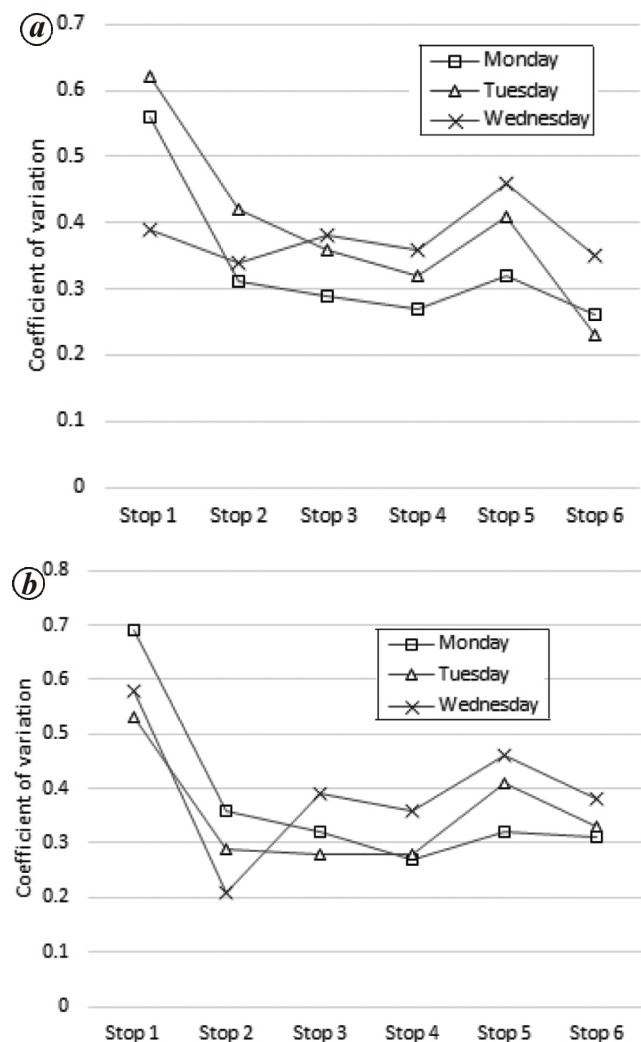 a
0.7
0.6
0.5
0.4
0.3
0.2
0.1
0
Coefficient of variation
Monday
Tuesday
Wednesday
Stop 1 Stop 2 Stop 3 Stop 4 Stop 5 Stop 6
b
0.8
0.7
0.6
0.5
0.4
0.3
0.2
0.1
0
Coefficient of variation
Monday
Tuesday
Wednesday
Stop 1 Stop 2 Stop 3 Stop 4 Stop 5 Stop 6